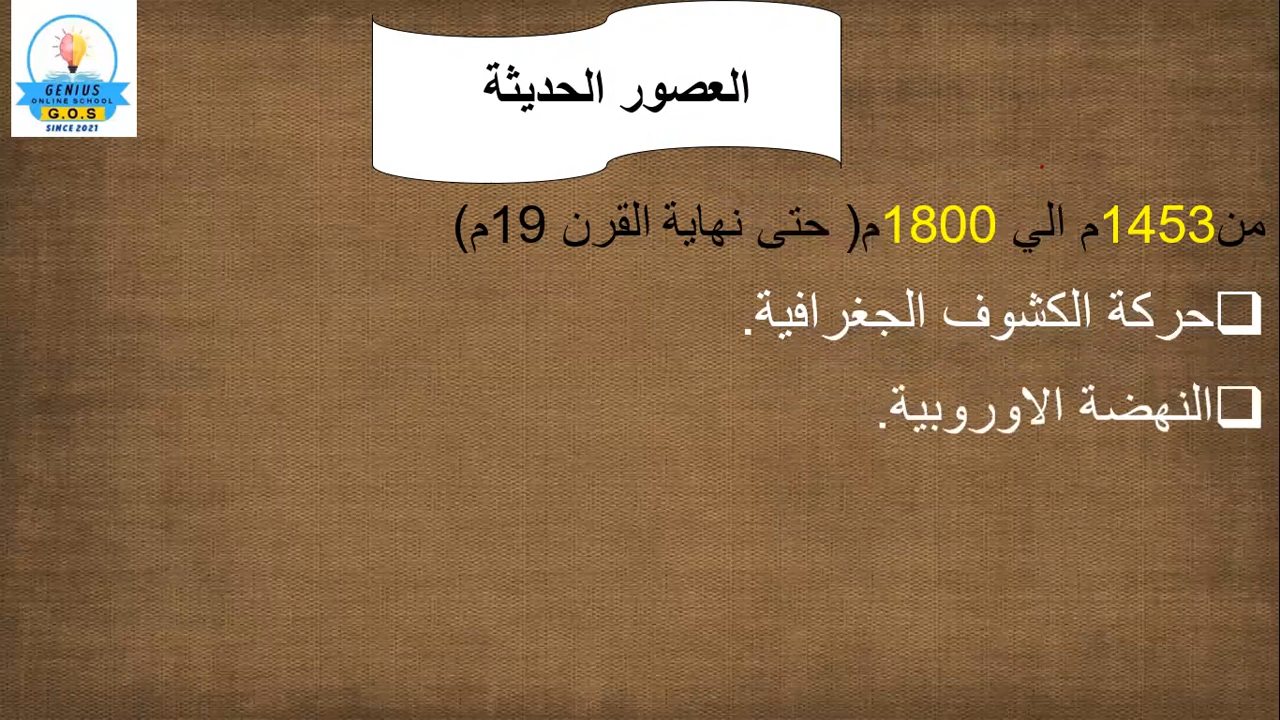 GENIUS
ONLINE SCHOOL
G.O.S
SINCE 2021
العصور الحديثة
من1453م الي 1800م( حتى نهاية القرن 19م)
❑حركة الكشوف الجغرافية.
❑النهضة الاوروبية.